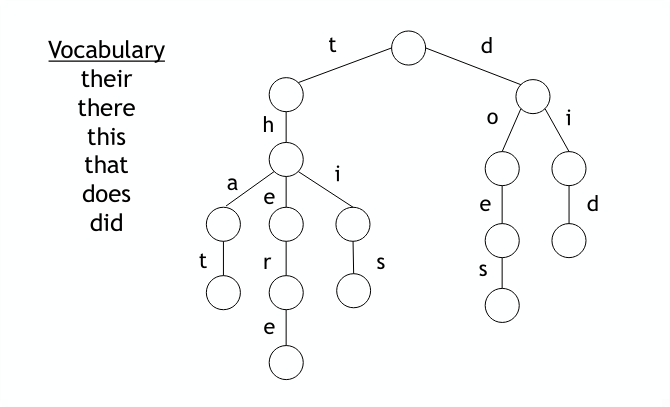 Vocabulary
their
there
this
that
does
did
t d
h o i
a e i
t r s e d
e s